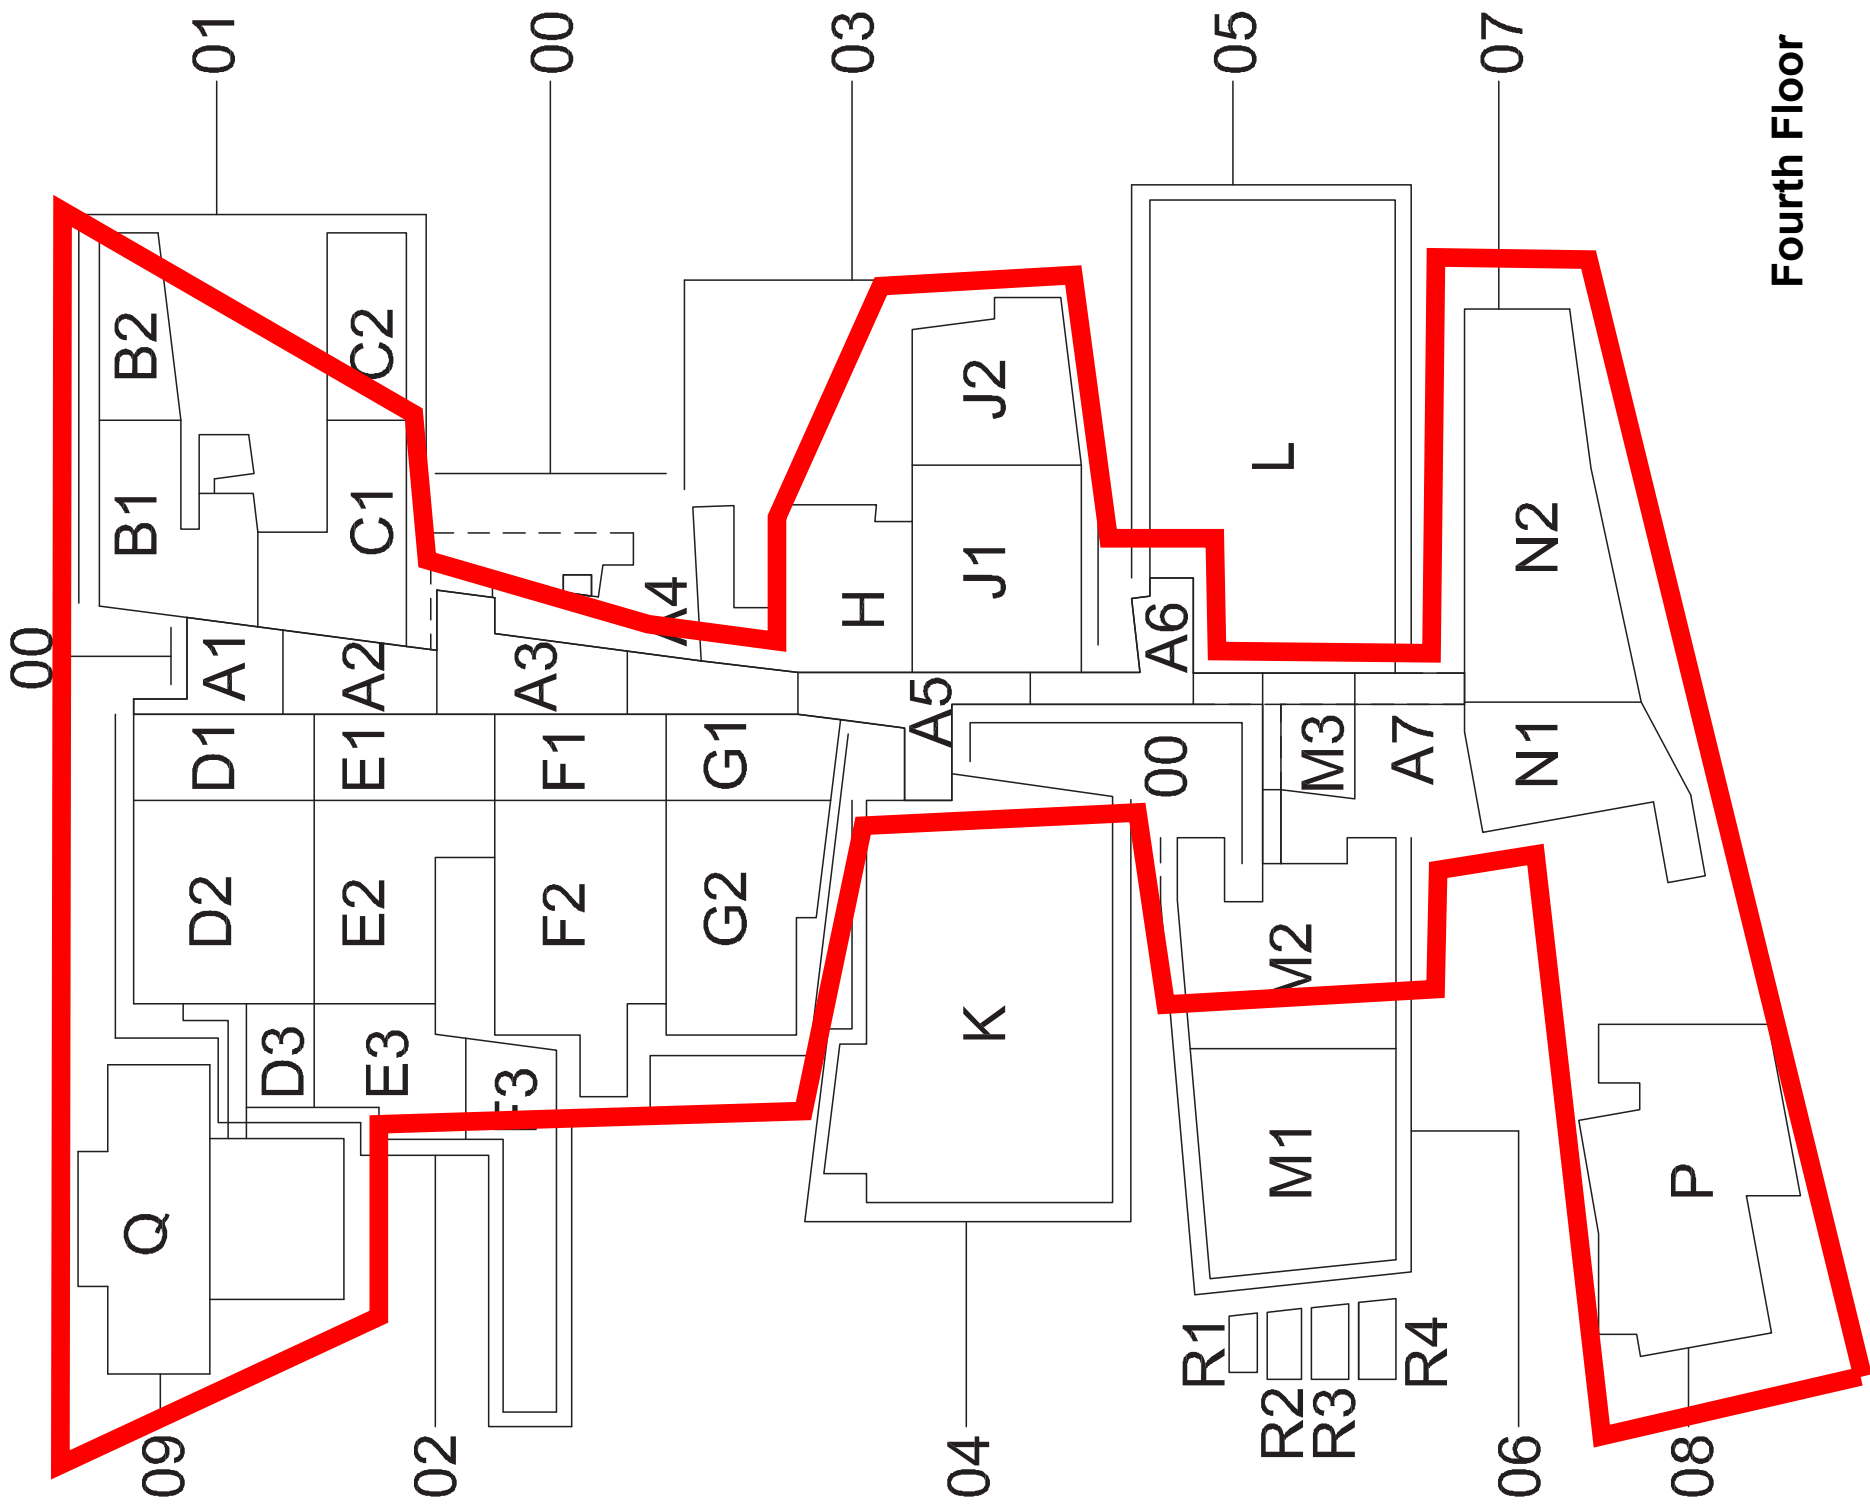 00
B1 B2
Q
09
D2 D1 A1 01
D3
E2 E1 A2 C1 C2
E3
02
F3
A3
00
F2 F1
A4
G2 G1
03
H
A5
04
K J1 J2
00 A6
R1
05
L
R2
M1 M2 M3
R3
A7
R4
07
06
N1 N2
08 P
Fourth Floor